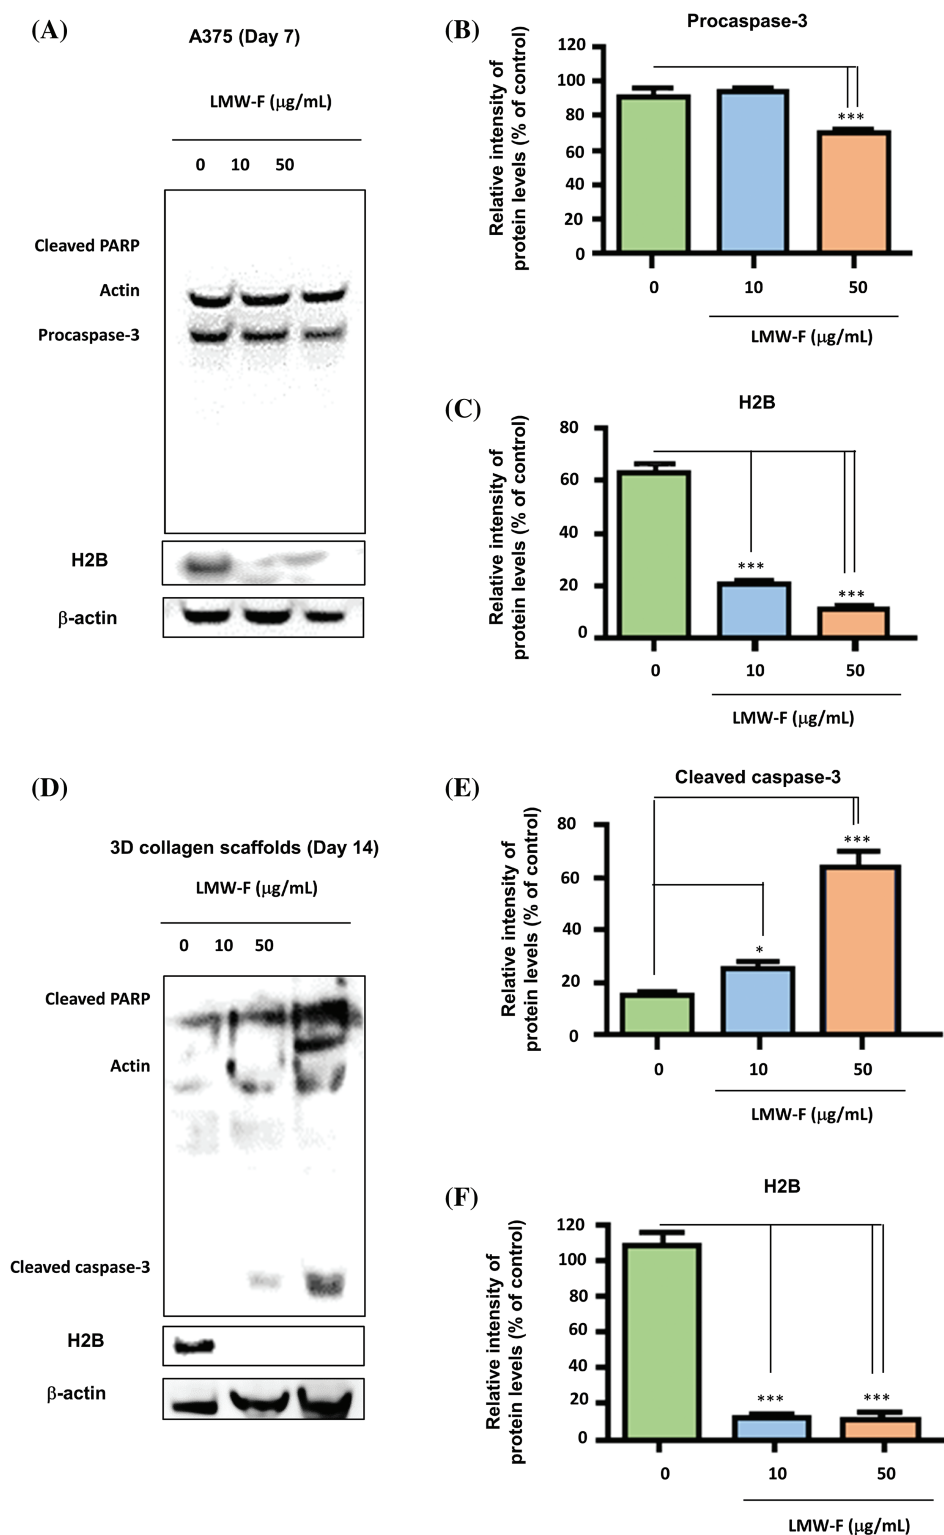 (A)
A375 (Day 7)
LMW-F (μg/mL)
0 10 50
Cleaved PARP
Actin
Procaspase-3
H2B
β-actin
(B)
Procaspase-3
Relative intensity of
protein levels (% of control)
120
100
80
60
40
20
0
***
0 10 50
LMW-F (μg/mL)
(C)
H2B
Relative intensity of
protein levels (% of control)
80
60
40
20
0
***
***
0 10 50
LMW-F (μg/mL)
(D)
3D collagen scaffolds (Day 14)
LMW-F (μg/mL)
0 10 50
Cleaved PARP
Actin
Cleaved caspase-3
H2B
β-actin
(E)
Cleaved caspase-3
Relative intensity of
protein levels (% of control)
80
60
40
20
0
***
*
0 10 50
LMW-F (μg/mL)
(F)
H2B
Relative intensity of
protein levels (% of control)
120
100
80
60
40
20
0
*** ***
0 10 50
LMW-F (μg/mL)